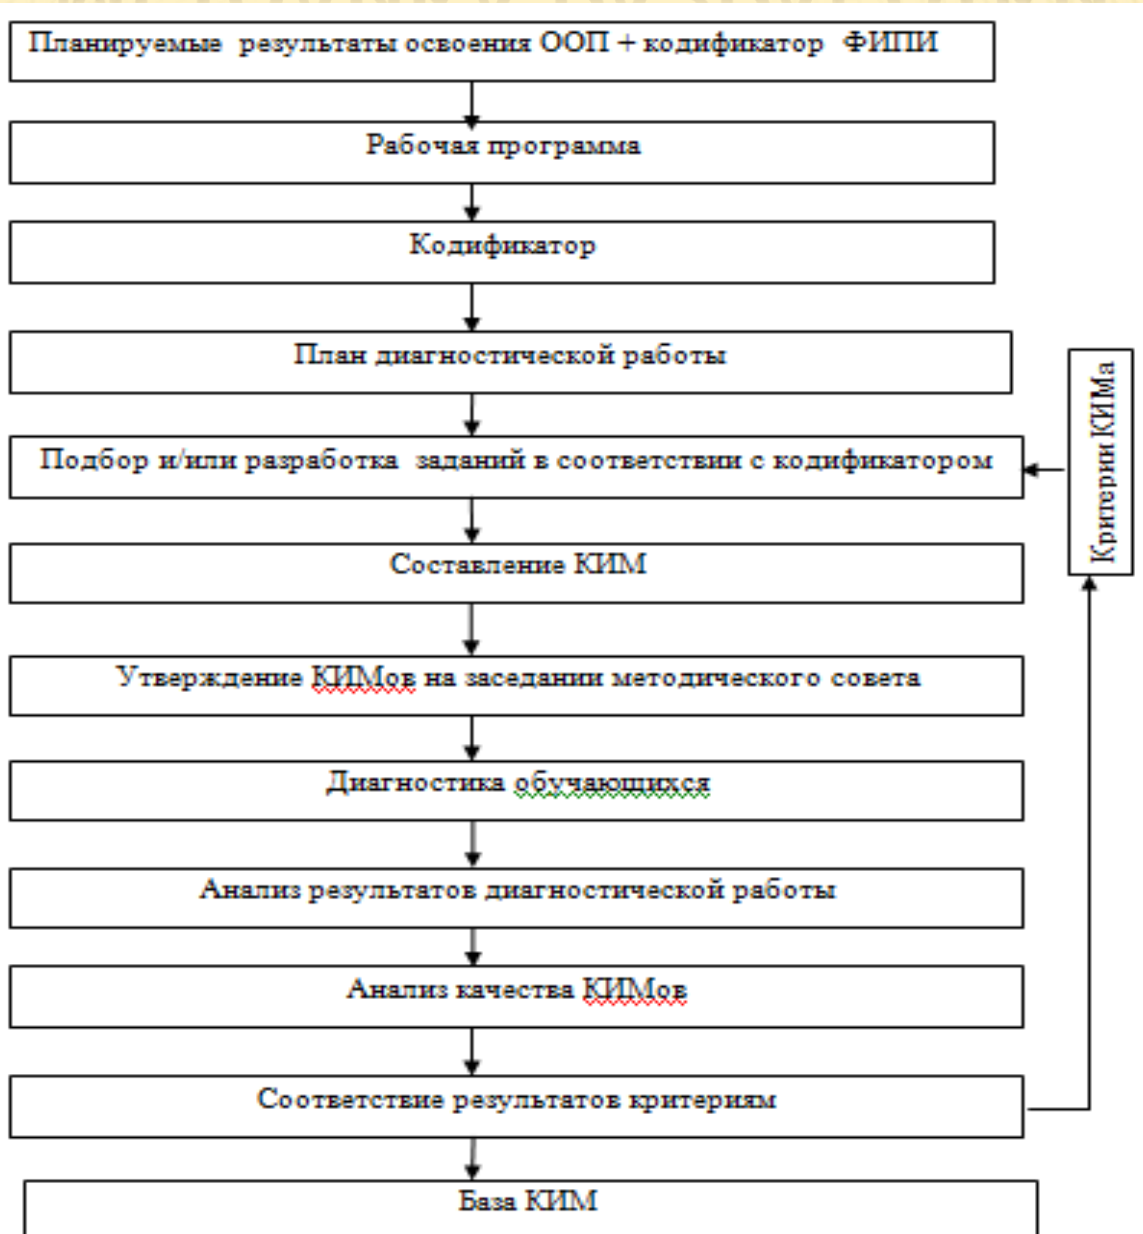 Планируемые результаты освоения ООП + кодификатор ФИПИ
Рабочая программа
Кодификатор
План диагностической работы
Подбор и/или разработка заданий в соответствии с кодификатором
Критерии КИМа
Составление КИМ
Утверждение КИМов на заседании методического совета
Диагностика обучающихся
Анализ результатов диагностической работы
Анализ качества КИМов
Соответствие результатов критериям
База КИМ